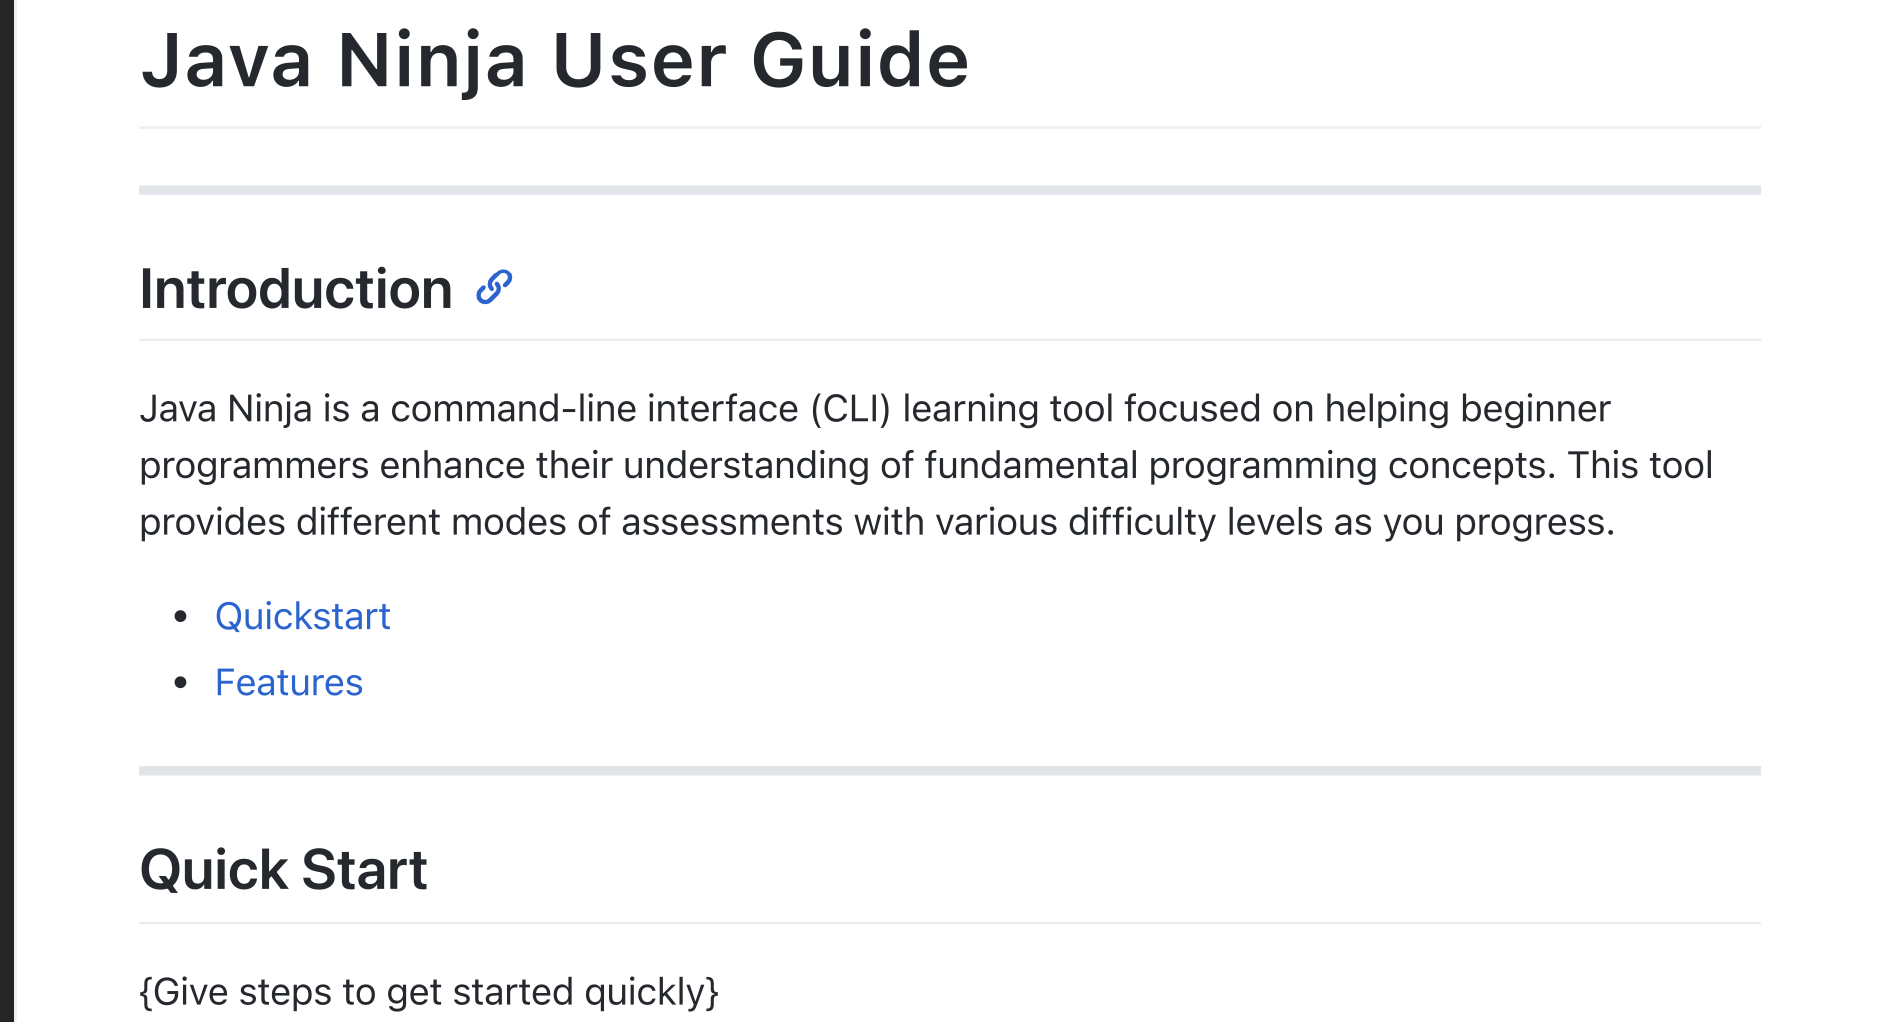 Java Ninja User Guide
Introduction
Java Ninja is a command-line interface (CLI) learning tool focused on helping beginner
programmers enhance their understanding of fundamental programming concepts. This tool
provides different modes of assessments with various difficulty levels as you progress.
Quickstart
Features
Quick Start
{Give steps to get started quickly}